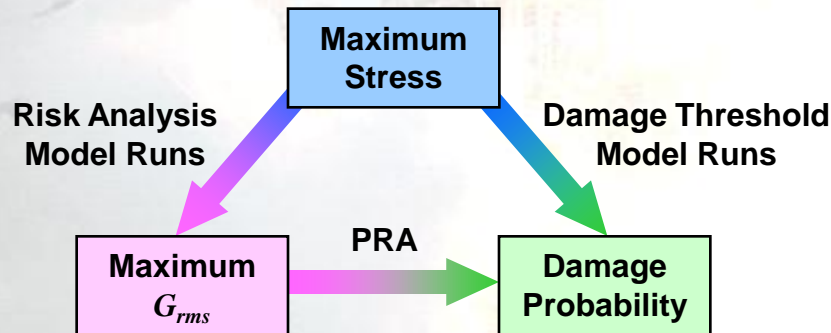 Maximum
Stress
Risk Analysis
Model Runs
Damage Threshold
Model Runs
PRA
Maximum
Grms
Damage
Probability